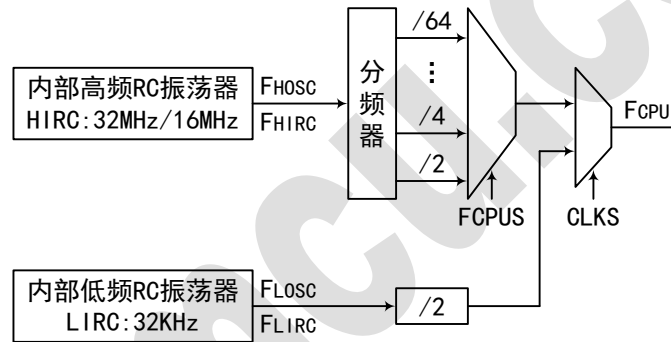 内部高频RC振荡器
HIRC:32MHz/16MHz
FHOSC
FHIRC
分频器
/64
⋮
/4
/2
FCPUS
CLKS
FCPU
内部低频RC振荡器
LIRC:32KHz
FLOSC
FLIRC
/2